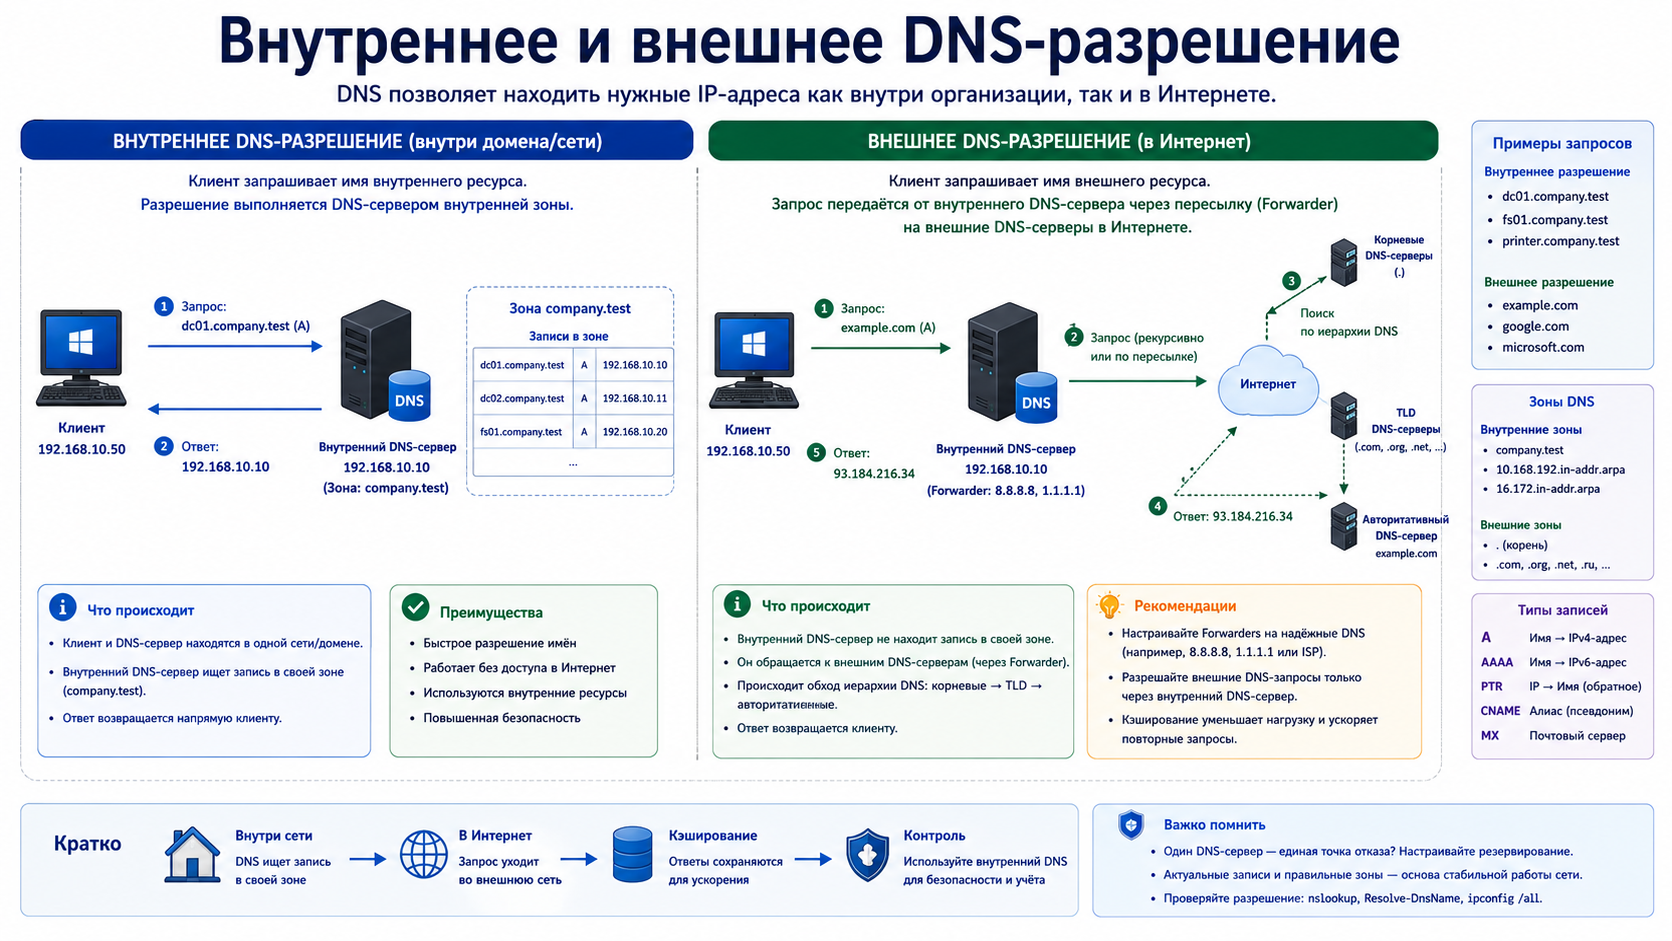 Внутреннее и внешнее DNS-разрешение
DNS позволяет находить нужные IP-адреса как внутри организации, так и в Интернете.
ВНУТРЕННЕЕ DNS-РАЗРЕШЕНИЕ (внутри домена/сети)
Клиент запрашивает имя внутреннего ресурса.
Разрешение выполняется DNS-сервером внутренней зоны.
1 Запрос:
dc01.company.test (A)
DNS
Клиент
192.168.10.50
2 Ответ:
192.168.10.10
Внутренний DNS-сервер
192.168.10.10
(Зона: company.test)
Зона company.test
Записи в зоне
dc01.company.test A 192.168.10.10
dc02.company.test A 192.168.10.11
fs01.company.test A 192.168.10.20
...
Что происходит
• Клиент и DNS-сервер находятся в одной сети/домене.
• Внутренний DNS-сервер ищет запись в своей зоне
(company.test).
• Ответ возвращается напрямую клиенту.
Преимущества
• Быстрое разрешение имён
• Работает без доступа в Интернет
• Используются внутренние ресурсы
• Повышенная безопасность
ВНЕШНЕЕ DNS-РАЗРЕШЕНИЕ (в Интернет)
Клиент запрашивает имя внешнего ресурса.
Запрос передаётся от внутреннего DNS-сервера через пересылку (Forwarder)
на внешние DNS-серверы в Интернете.
1 Запрос:
example.com (A)
DNS
Клиент
192.168.10.50
5 Ответ:
93.184.216.34
Внутренний DNS-сервер
192.168.10.10
(Forwarder: 8.8.8.8, 1.1.1.1)
2 Запрос (рекурсивно
или по пересылке)
Интернет
3
Поиск
по иерархии DNS
Корневые
DNS-серверы
(.)
TLD
DNS-серверы
(.com, .org, .net, ...)
4
Ответ: 93.184.216.34
Авторитативный
DNS-сервер
example.com
Что происходит
• Внутренний DNS-сервер не находит запись в своей зоне.
• Он обращается к внешним DNS-серверам (через Forwarder).
• Происходит обход иерархии DNS: корневые → TLD →
авторитативные.
• Ответ возвращается клиенту.
Рекомендации
• Настраивайте Forwarders на надёжные DNS
(например, 8.8.8.8, 1.1.1.1 или ISP).
• Разрешайте внешние DNS-запросы только
через внутренний DNS-сервер.
• Кэширование уменьшает нагрузку и ускоряет
повторные запросы.
Примеры запросов
Внутреннее разрешение
• dc01.company.test
• fs01.company.test
• printer.company.test
Внешнее разрешение
• example.com
• google.com
• microsoft.com
Зоны DNS
Внутренние зоны
• company.test
• 10.168.192.in-addr.arpa
• 16.172.in-addr.arpa
Внешние зоны
• . (корень)
• .com, .org, .net, .ru, ...
Типы записей
A Имя → IPv4-адрес
AAAA Имя → IPv6-адрес
PTR IP → Имя (обратное)
CNAME Алиас (псевдоним)
MX Почтовый сервер
Кратко
Внутри сети
DNS ищет запись
в своей зоне
В Интернет
Запрос уходит
во внешнюю сеть
Кэширование
Ответы сохраняются
для ускорения
Контроль
Используйте внутренний DNS
для безопасности и учёта
Важно помнить
• Один DNS-сервер — единая точка отказа? Настраивайте резервирование.
• Актуальные записи и правильные зоны — основа стабильной работы сети.
• Проверяйте разрешение: nslookup, Resolve-DnsName, ipconfig /all.